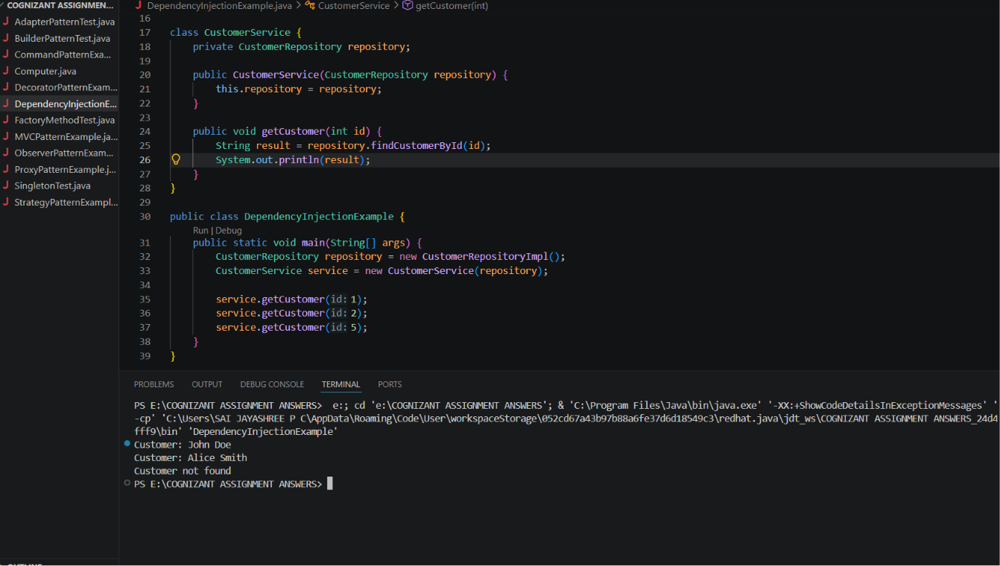 COGNIZANT ASSIGNMEN...
AdapterPatternTest.java
BuilderPatternTest.java
CommandPatternExa...
Computer.java
DecoratorPatternExam...
DependencyInjectionE...
FactoryMethodTest.java
MVCPatternExample.ja...
ObserverPatternExam...
ProxyPatternExample.j...
SingletonTest.java
StrategyPatternExampl...
DependencyInjectionExample.java > CustomerService > getCustomer(int)
16
17 class CustomerService {
18 private CustomerRepository repository;
19
20 public CustomerService(CustomerRepository repository) {
21 this.repository = repository;
22 }
23
24 public void getCustomer(int id) {
25 String result = repository.findCustomerById(id);
26 System.out.println(result);
27 }
28 }
29
30 public class DependencyInjectionExample {
Run | Debug
31 public static void main(String[] args) {
32 CustomerRepository repository = new CustomerRepositoryImpl();
33 CustomerService service = new CustomerService(repository);
34
35 service.getCustomer(id: 1);
36 service.getCustomer(id: 2);
37 service.getCustomer(id: 5);
38 }
39 }
PROBLEMS OUTPUT DEBUG CONSOLE TERMINAL PORTS
PS E:\COGNIZANT ASSIGNMENT ANSWERS> e:; cd 'e:\COGNIZANT ASSIGNMENT ANSWERS'; & 'C:\Program Files\Java\bin\java.exe' '-XX:+ShowCodeDetailsInExceptionMessages' '
-cp' 'C:\Users\SAI JAYASHREE P C\AppData\Roaming\Code\User\workspaceStorage\052cd67a43b97b88a6fe37d6d18549c3\redhat.java\jdt_ws\COGNIZANT ASSIGNMENT ANSWERS_24d4
fff9\bin' 'DependencyInjectionExample'
Customer: John Doe
Customer: Alice Smith
Customer not found
PS E:\COGNIZANT ASSIGNMENT ANSWERS>
OUTLINE